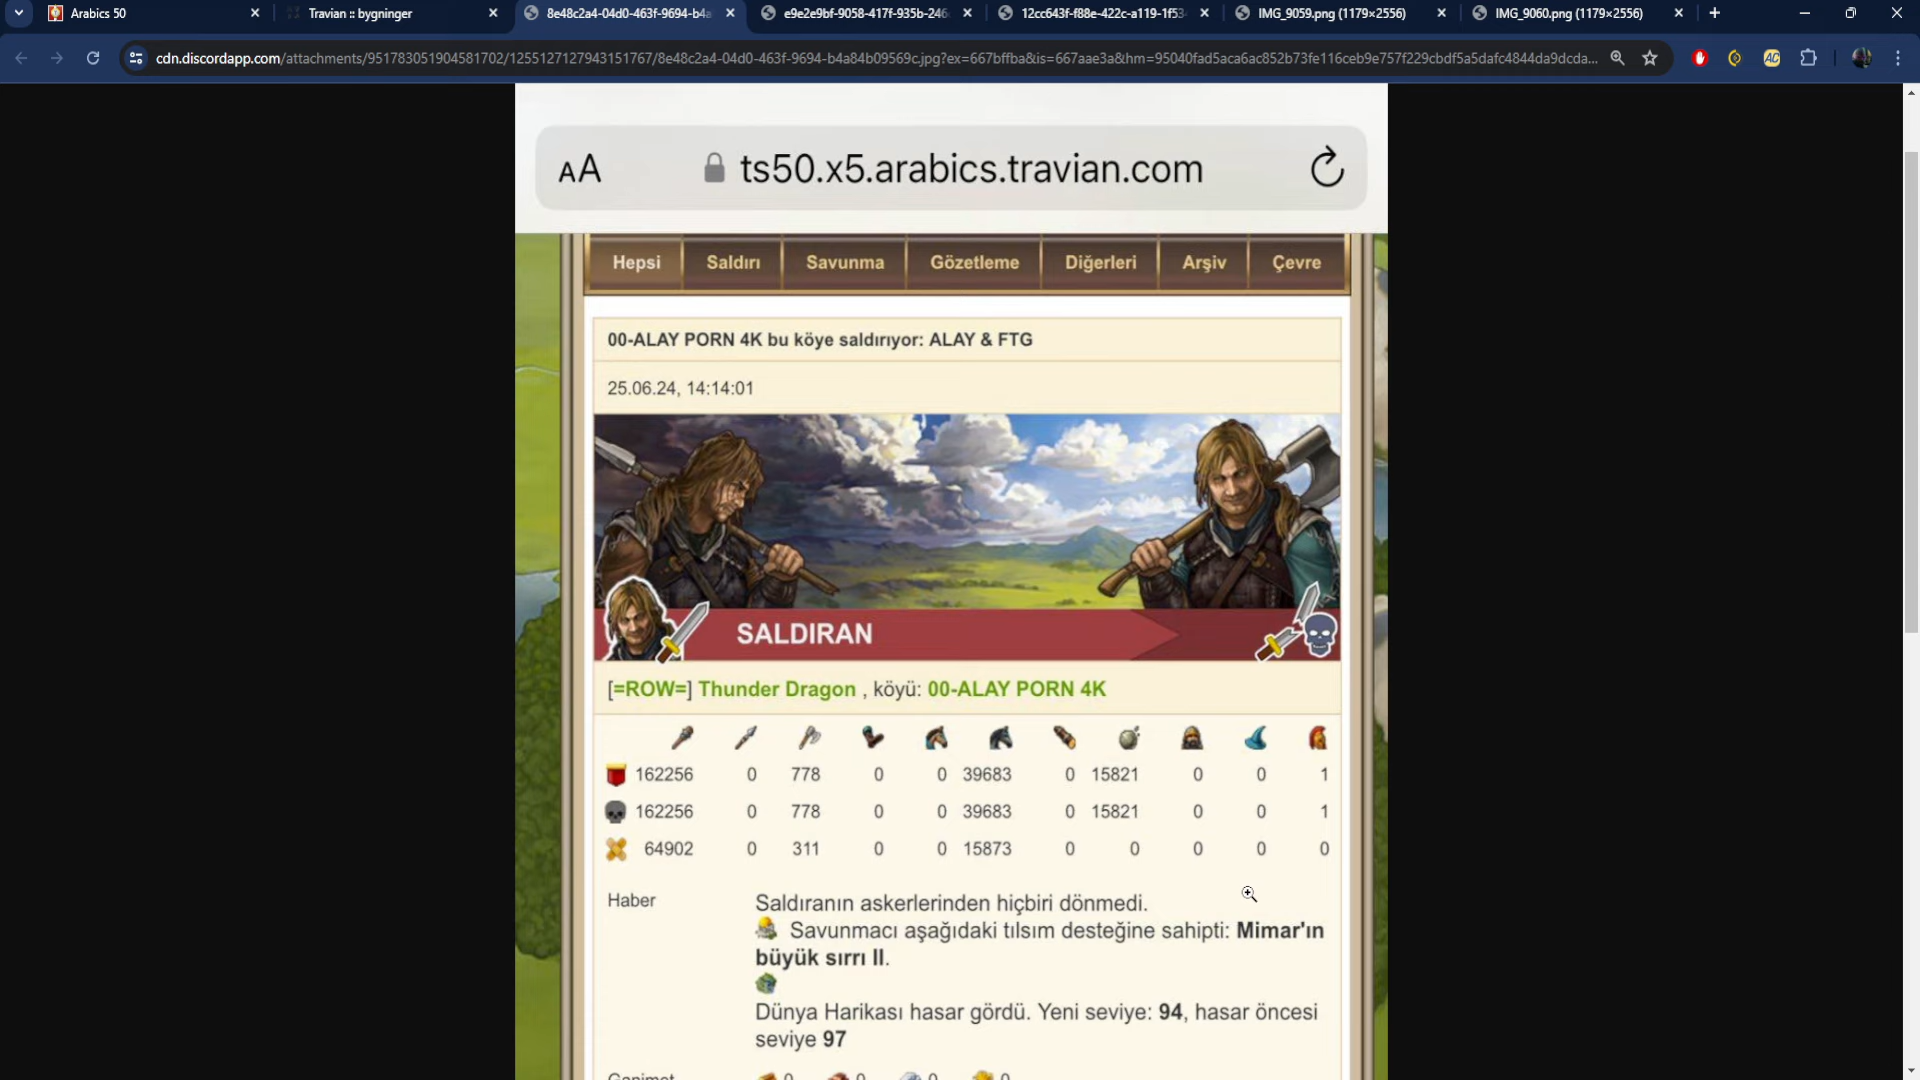 Arabics 50
Travian :: bygninger
8e48c2a4-04d0-463f-9694-b4a
e9e2e9bf-9058-417f-935b-246
12cc643f-f88e-422c-a119-1f53
IMG_9059.png (1179×2556)
IMG_9060.png (1179×2556)
cdn.discordapp.com/attachments/951783051904581702/1255127127943151767/8e48c2a4-04d0-463f-9694-b4a84b09569c.jpg?ex=667bffba&is=667aae3a&hm=95040fad5aca6ac852b73fe116ceb9e757f229cbdf5a5dafc4844da9dcda...
AA ts50.x5.arabics.travian.com
Hepsi Saldırı Savunma Gözetleme Diğerleri Arşiv Çevre
00-ALAY PORN 4K bu köye saldırıyor: ALAY & FTG
25.06.24, 14:14:01
SALDIRAN
[=ROW=] Thunder Dragon , köyü: 00-ALAY PORN 4K
162256 0 778 0 0 39683 0 15821 0 0 1
162256 0 778 0 0 39683 0 15821 0 0 1
64902 0 311 0 0 15873 0 0 0 0 0
Haber Saldıranın askerlerinden hiçbiri dönmedi.
Savunmacı aşağıdaki tılsım desteğine sahipti: Mimar'ın
büyük sırrı II.
Dünya Harikası hasar gördü. Yeni seviye: 94, hasar öncesi
seviye 97
Ganimet 0 0 0 0